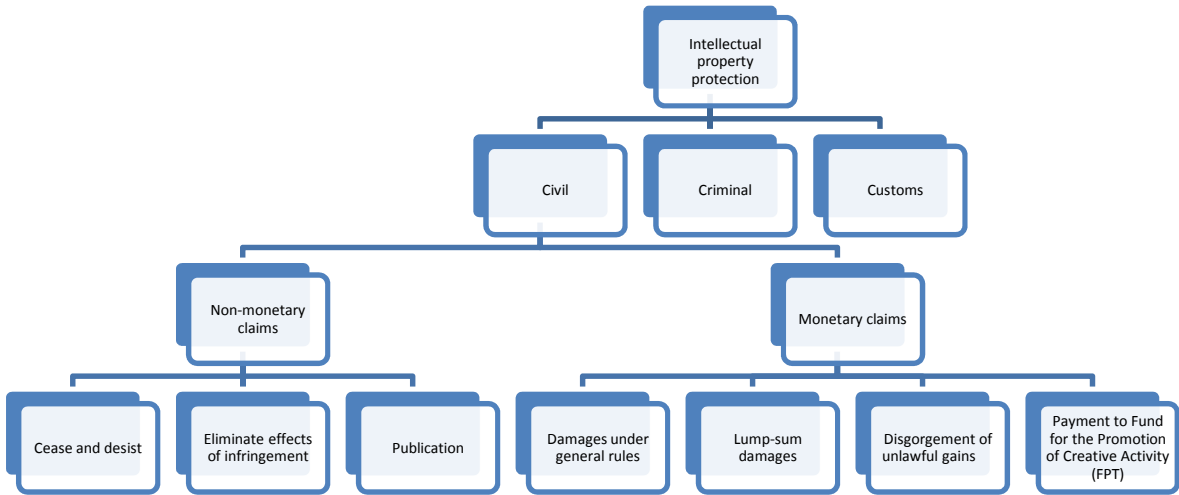 Intellectual
property
protection
Civil
Criminal
Customs
Non-monetary
claims
Monetary claims
Cease and desist
Eliminate effects
of infringement
Publication
Damages under
general rules
Lump-sum
damages
Disgorgement of
unlawful gains
Payment to Fund
for the Promotion
of Creative Activity
(FPT)